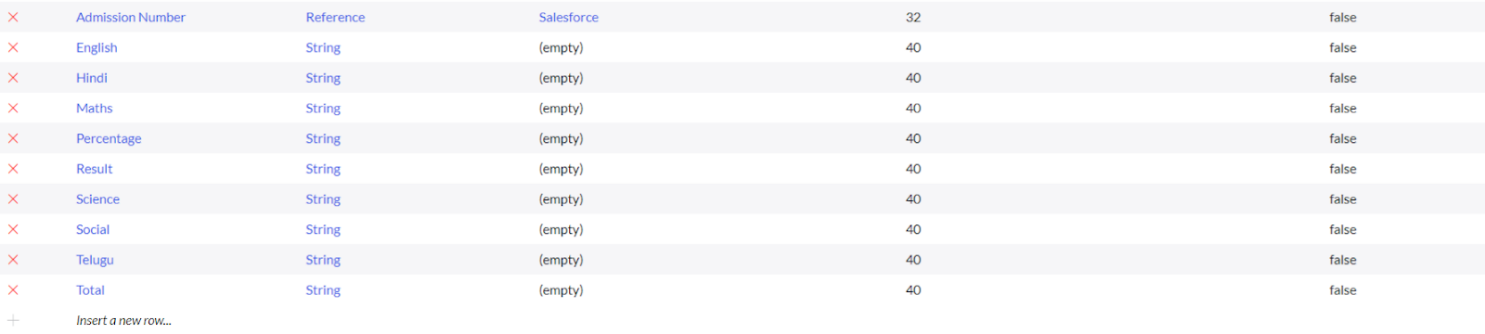 Admission Number Reference Salesforce 32 false
English String (empty) 40 false
Hindi String (empty) 40 false
Maths String (empty) 40 false
Percentage String (empty) 40 false
Result String (empty) 40 false
Science String (empty) 40 false
Social String (empty) 40 false
Telugu String (empty) 40 false
Total String (empty) 40 false
Insert a new row...